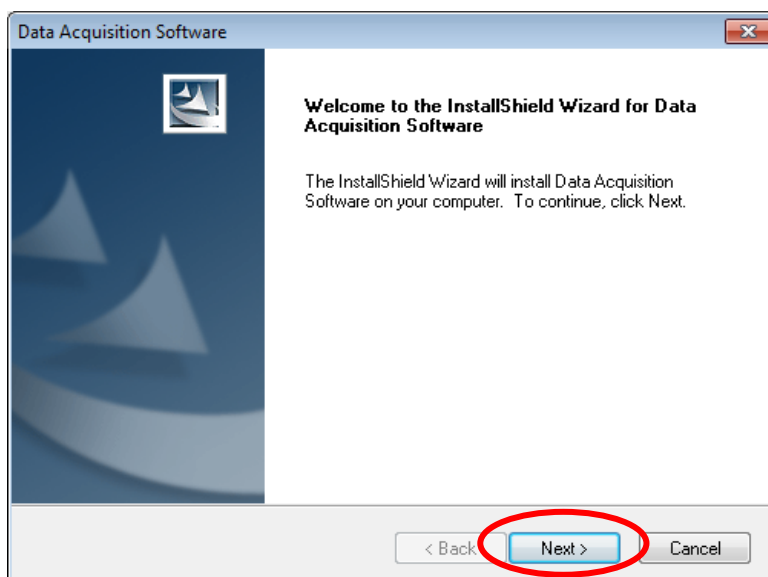 Data Acquisition Software
Welcome to the InstallShield Wizard for Data
Acquisition Software
The InstallShield Wizard will install Data Acquisition
Software on your computer.  To continue, click Next.
< Back
Next >
Cancel